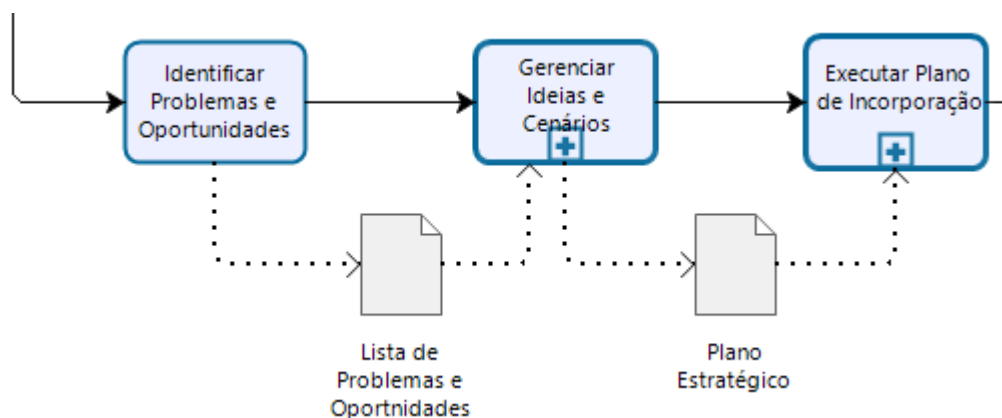 Identificar
Problemas e
Oportunidades
Gerenciar
Ideias e
Cenários
Executar Plano
de Incorporação
Lista de
Problemas e
Oportnidades
Plano
Estratégico